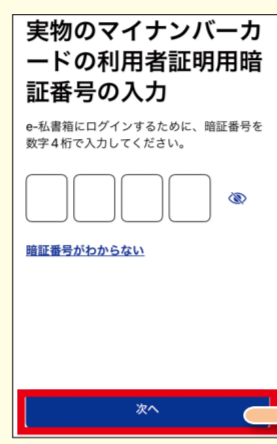 実物のマイナンバーカ
ードの利用者証明用暗
証番号の入力
e-私書箱にログインするために、暗証番号を
数字4桁で入力してください。
暗証番号がわからない
次へ